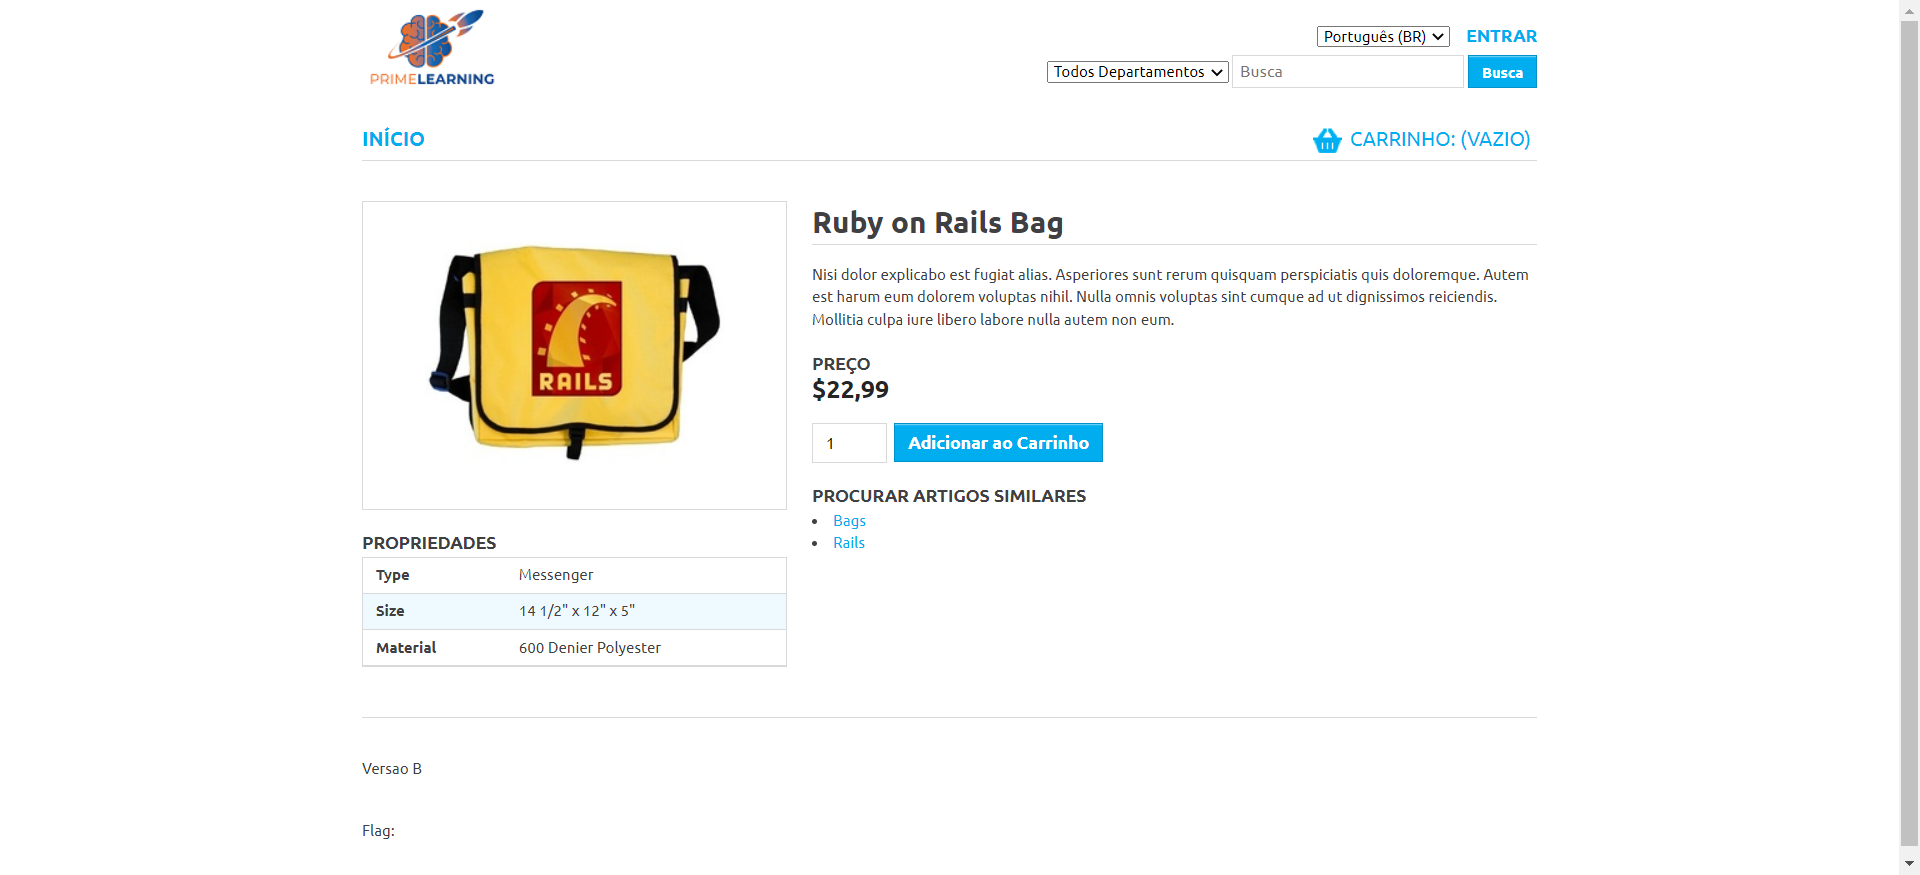 PRIMELEARNING
Português (BR)
ENTRAR
Todos Departamentos
Busca
Busca
INÍCIO
CARRINHO: (VAZIO)
RAILS
Ruby on Rails Bag
Nisi dolor explicabo est fugiat alias. Asperiores sunt rerum quisquam perspiciatis quis doloremque. Autem
est harum eum dolorem voluptas nihil. Nulla omnis voluptas sint cumque ad ut dignissimos reiciendis.
Mollitia culpa iure libero labore nulla autem non eum.
PREÇO
$22,99
1
Adicionar ao Carrinho
PROCURAR ARTIGOS SIMILARES
Bags
Rails
PROPRIEDADES
Type Messenger
Size 14 1/2" x 12" x 5"
Material 600 Denier Polyester
Versao B
Flag: